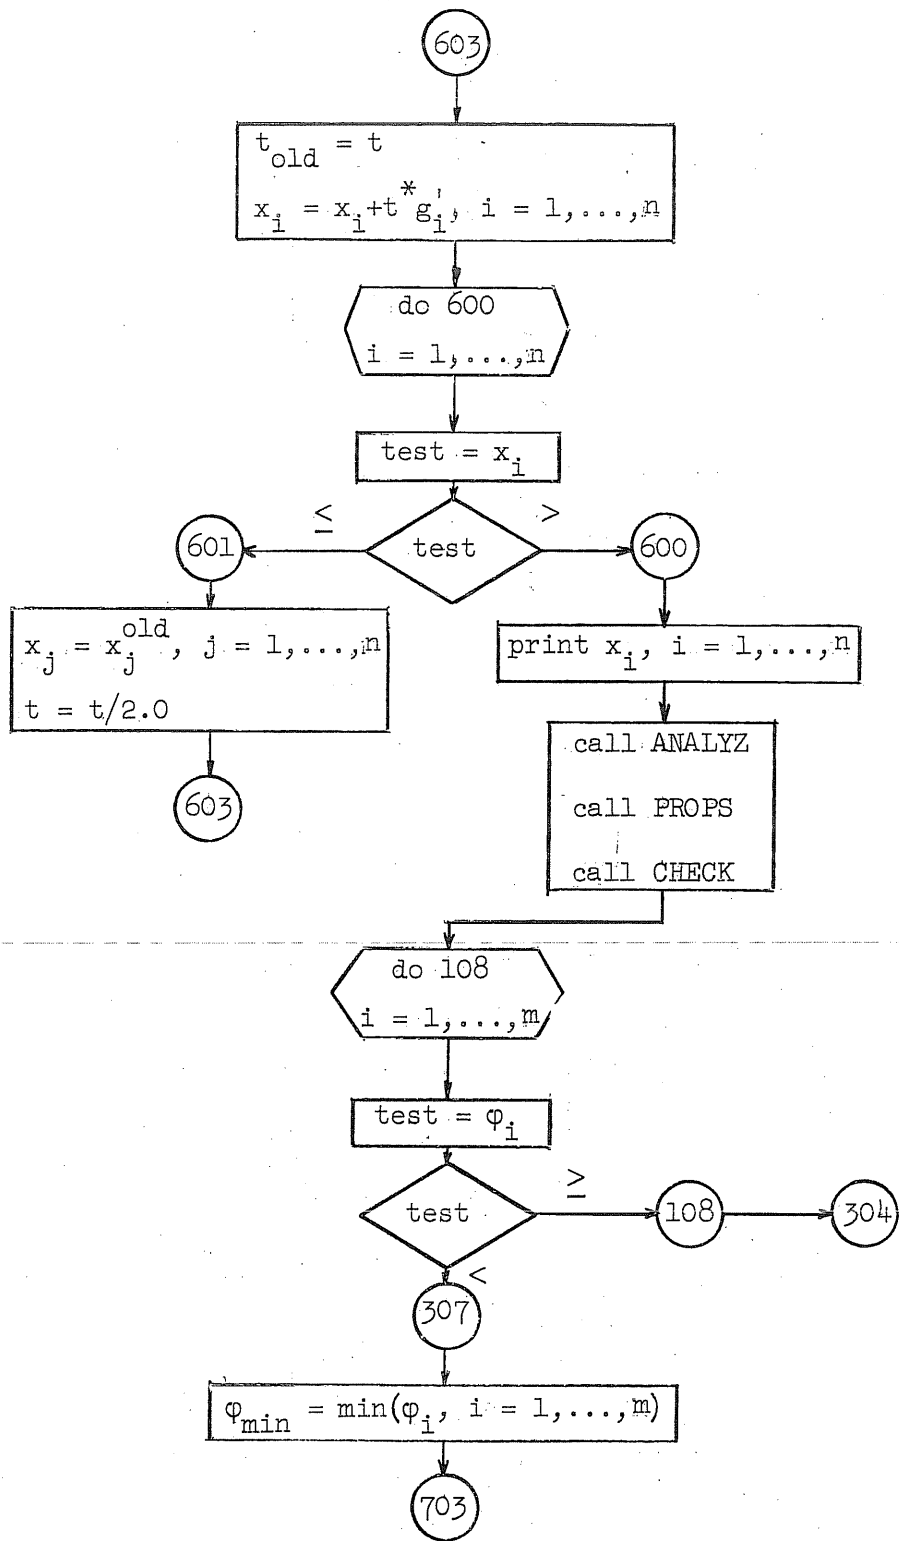 603
t_old = t
x_i = x_i+t*g_i', i = 1,...,n
do 600
i = 1,...,n
test = x_i
≤
>
601
test
600
x_j = x_j^old, j = 1,...,n
t = t/2.0
print x_i, i = 1,...,n
call ANALYZ
603
call PROPS
call CHECK
do 108
i = 1,...,m
test = φ_i
≥
test
108
304
<
307
φ_min = min(φ_i, i = 1,...,m)
703